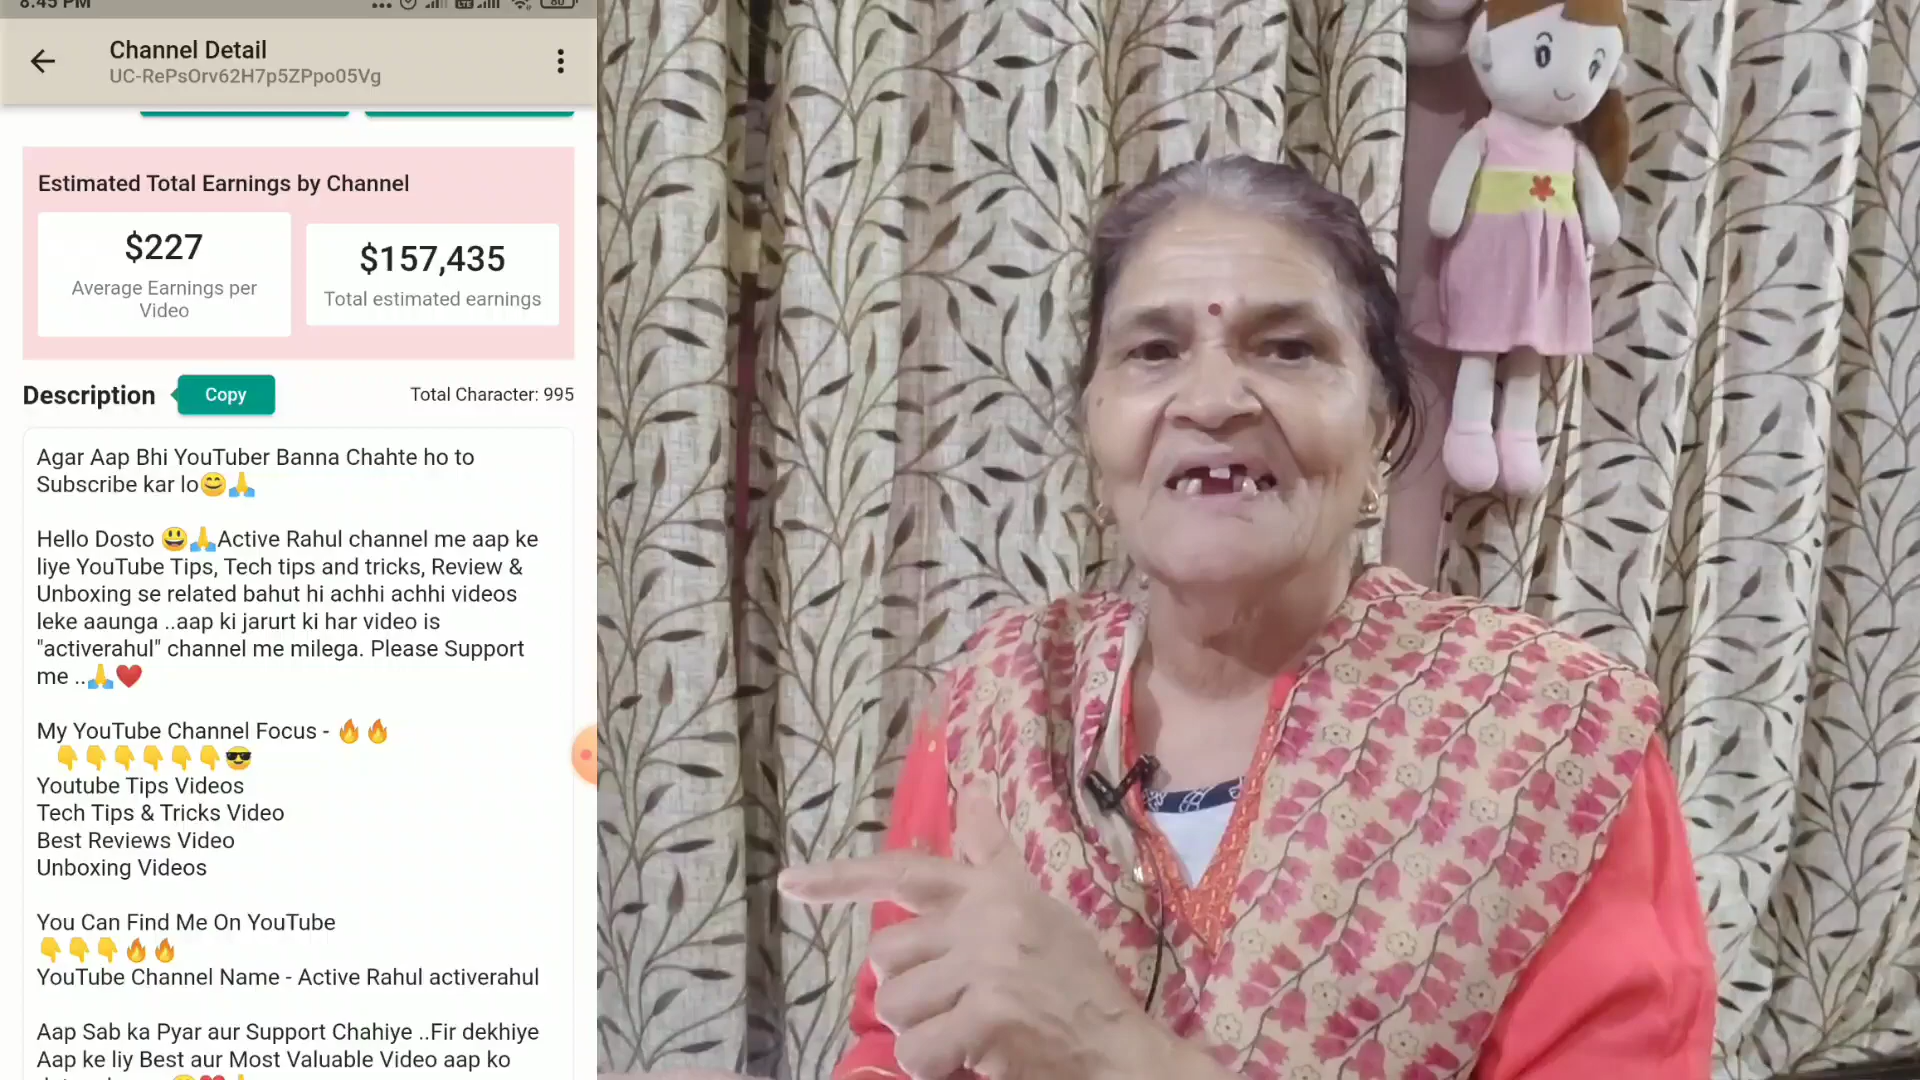 8:45 PM
80
Channel Detail
UC-RePsOrv62H7p5ZPpo05Vg
Estimated Total Earnings by Channel
$227
Average Earnings per
Video
$157,435
Total estimated earnings
Description
Copy
Total Character: 995
Agar Aap Bhi YouTuber Banna Chahte ho to
Subscribe kar lo😊🙏
Hello Dosto 😃🙏Active Rahul channel me aap ke
liye YouTube Tips, Tech tips and tricks, Review &
Unboxing se related bahut hi achhi achhi videos
leke aaunga ..aap ki jarurt ki har video is
"activerahul" channel me milega. Please Support
me ..🙏❤️
My YouTube Channel Focus - 🔥🔥
👇👇👇👇👇👇😎
Youtube Tips Videos
Tech Tips & Tricks Video
Best Reviews Video
Unboxing Videos
You Can Find Me On YouTube
👇👇👇🔥🔥
YouTube Channel Name - Active Rahul activerahul
Aap Sab ka Pyar aur Support Chahiye ..Fir dekhiye
Aap ke liy Best aur Most Valuable Video aap ko